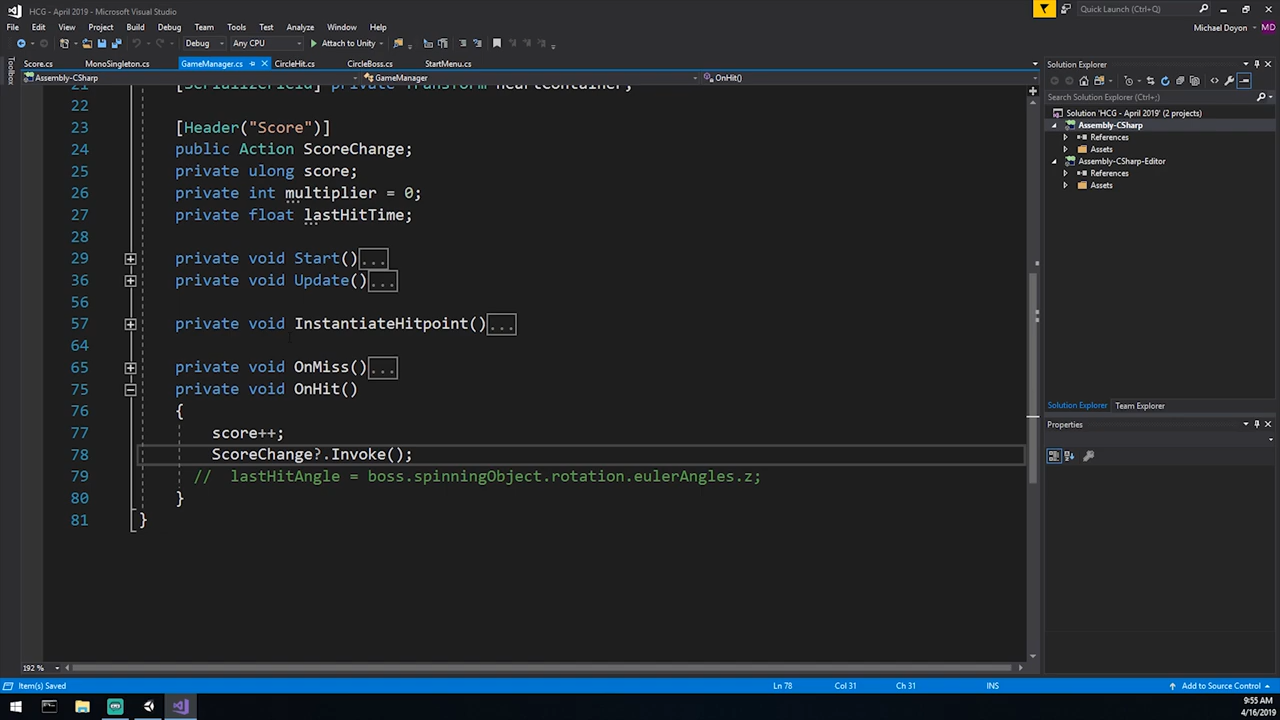 HCG - April 2019 - Microsoft Visual Studio
Quick Launch (Ctrl+Q)
File Edit View Project Build Debug Team Tools Test Analyze Window Help
Michael Doyon MD
Debug Any CPU Attach to Unity
Toolbox
Score.cs MonoSingleton.cs GameManager.cs CircleHit.cs CircleBoss.cs StartMenu.cs
Assembly-CSharp GameManager OnHit()
21 [SerializeField] private Transform heartContainer;
22
23 [Header("Score")]
24 public Action ScoreChange;
25 private ulong score;
26 private int multiplier = 0;
27 private float lastHitTime;
28
29 private void Start()...
36 private void Update()...
56
57 private void InstantiateHitpoint()...
64
65 private void OnMiss()...
75 private void OnHit()
76 {
77 score++;
78 ScoreChange?.Invoke();
79 // lastHitAngle = boss.spinningObject.rotation.eulerAngles.z;
80 }
81 }
192 %
Solution Explorer
Search Solution Explorer (Ctrl+;)
Solution 'HCG - April 2019' (2 projects)
Assembly-CSharp
References
Assets
Assembly-CSharp-Editor
References
Assets
Solution Explorer Team Explorer
Properties
Item(s) Saved Ln 78 Col 31 Ch 31 INS Add to Source Control
9:55 AM
4/16/2019